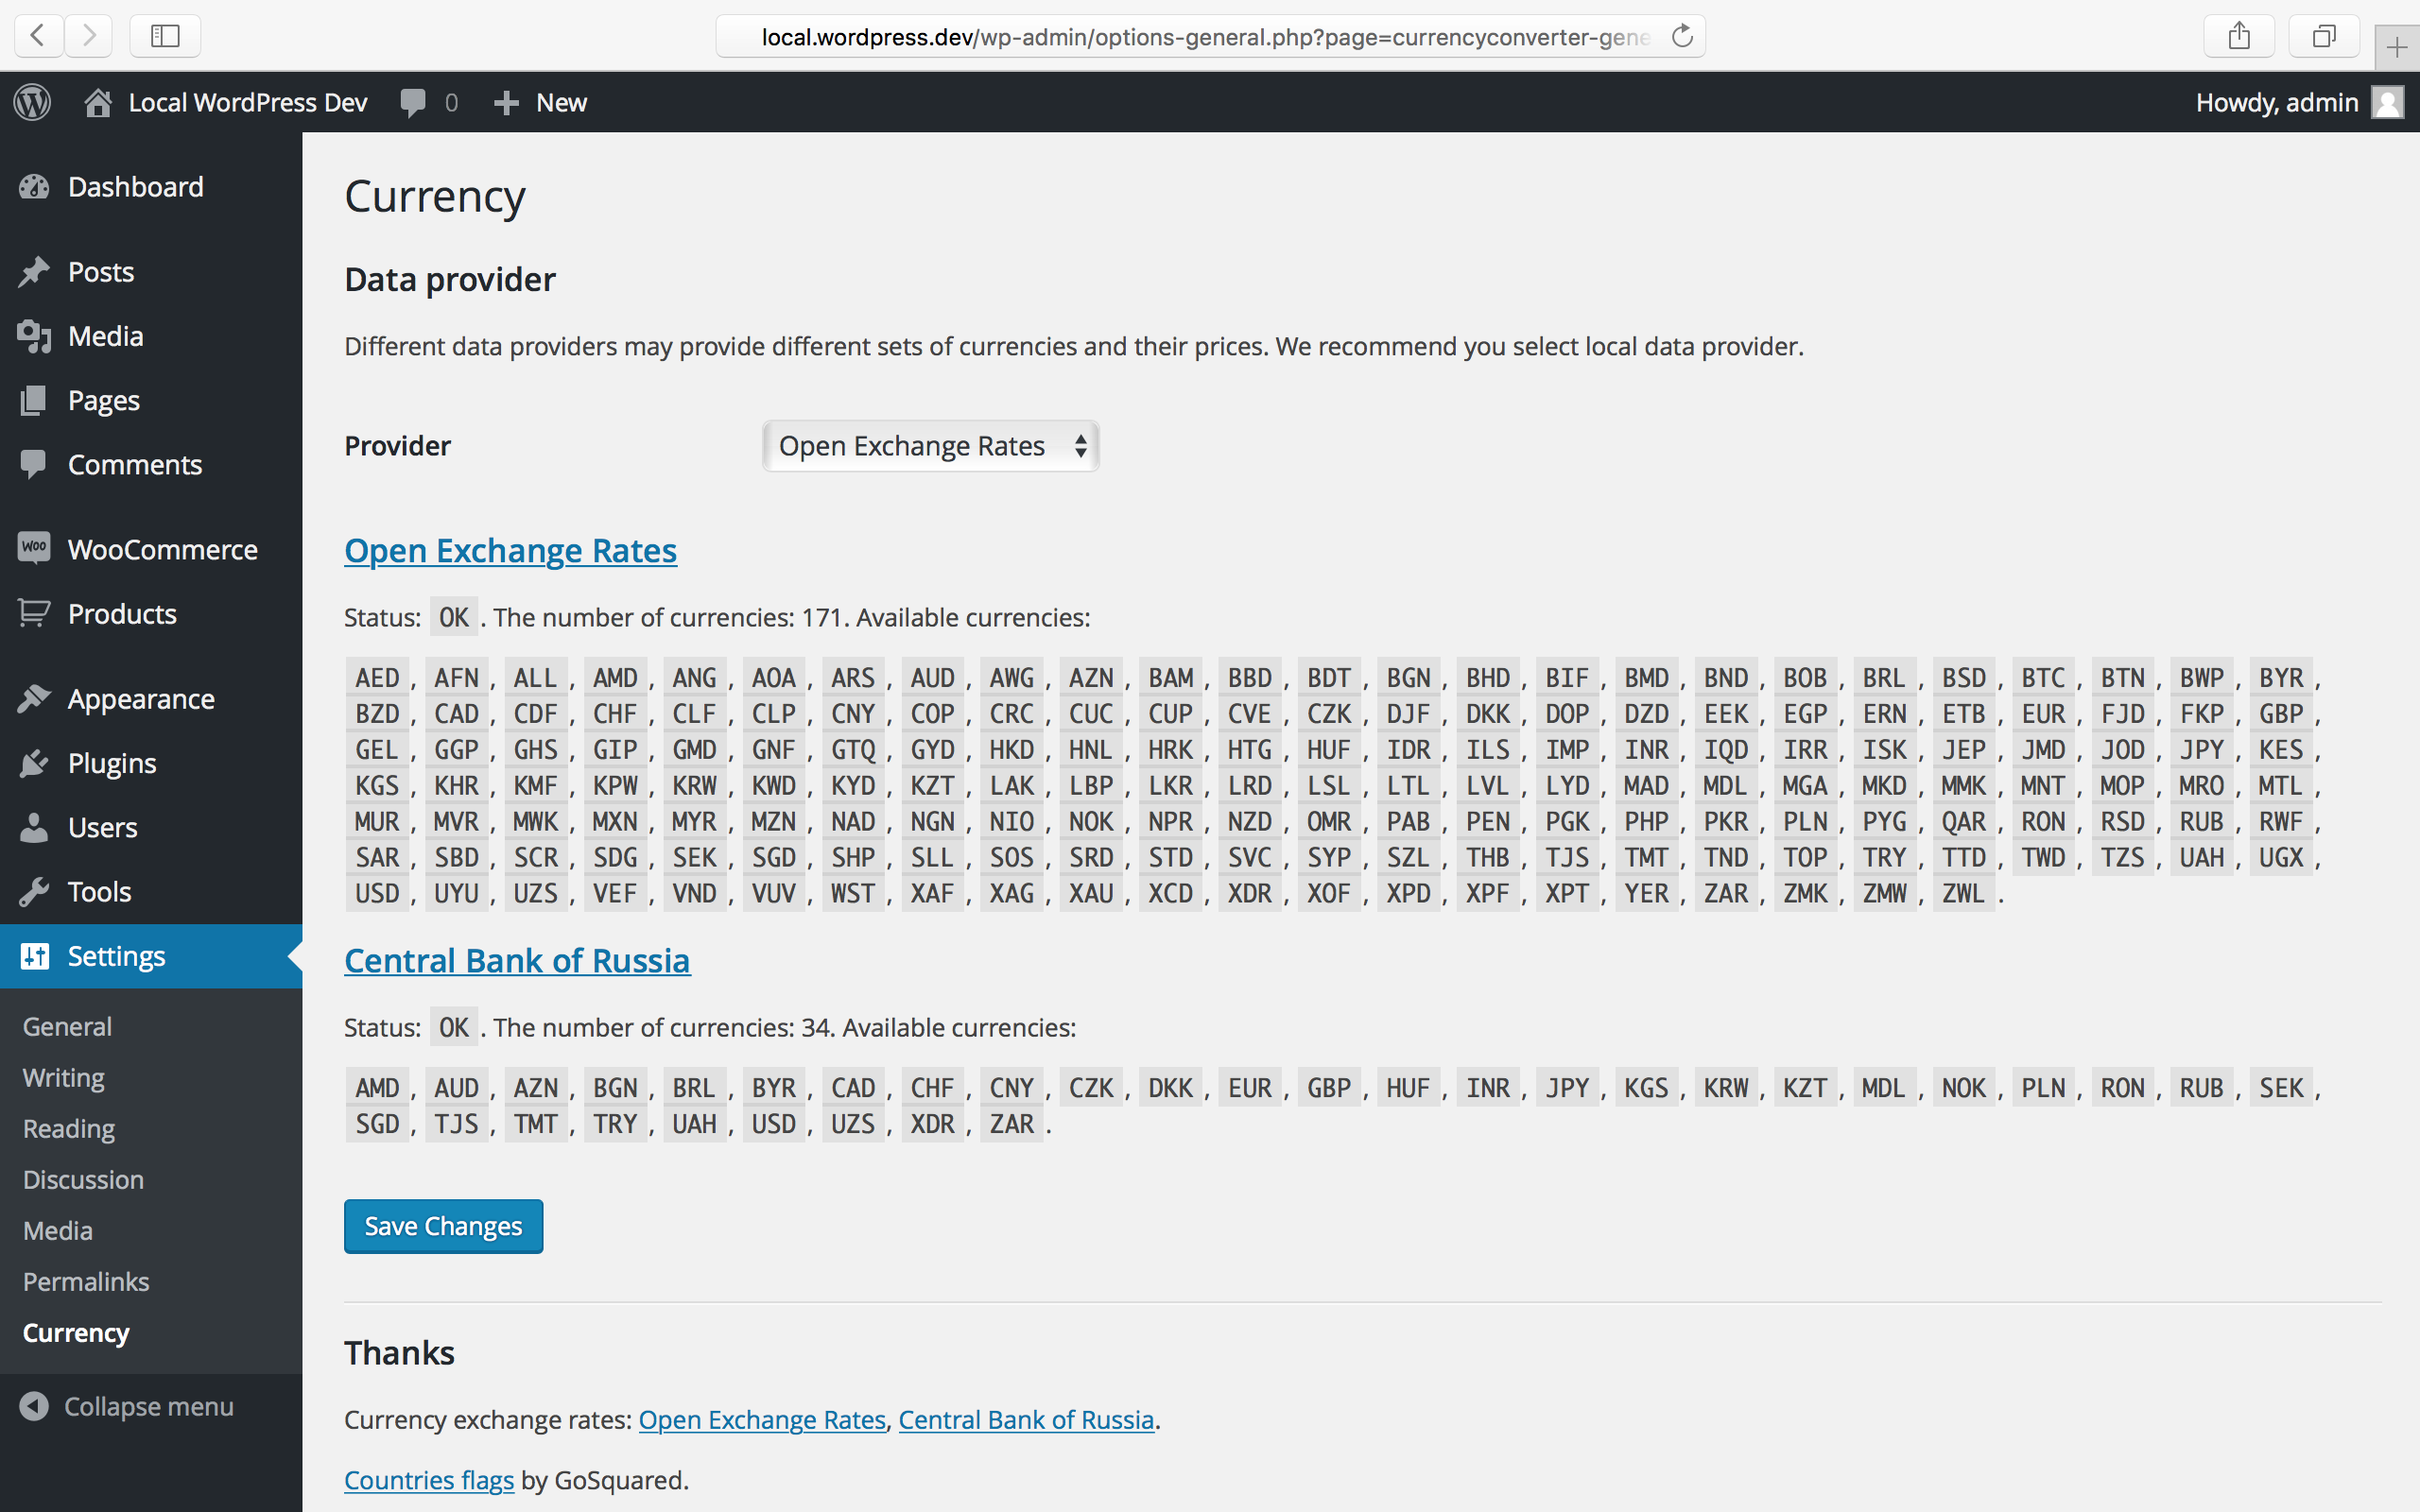 local.wordpress.dev/wp-admin/options-general.php?page=currencyconverter-gene
Local WordPress Dev 0 New Howdy, admin
Dashboard
Posts
Media
Pages
Comments
WooCommerce
Products
Appearance
Plugins
Users
Tools
Settings
General
Writing
Reading
Discussion
Media
Permalinks
Currency
Collapse menu
Currency
Data provider
Different data providers may provide different sets of currencies and their prices. We recommend you select local data provider.
Provider Open Exchange Rates
Open Exchange Rates
Status: OK . The number of currencies: 171. Available currencies:
AED , AFN , ALL , AMD , ANG , AOA , ARS , AUD , AWG , AZN , BAM , BBD , BDT , BGN , BHD , BIF , BMD , BND , BOB , BRL , BSD , BTC , BTN , BWP , BYR ,
BZD , CAD , CDF , CHF , CLF , CLP , CNY , COP , CRC , CUC , CUP , CVE , CZK , DJF , DKK , DOP , DZD , EEK , EGP , ERN , ETB , EUR , FJD , FKP , GBP ,
GEL , GGP , GHS , GIP , GMD , GNF , GTQ , GYD , HKD , HNL , HRK , HTG , HUF , IDR , ILS , IMP , INR , IQD , IRR , ISK , JEP , JMD , JOD , JPY , KES ,
KGS , KHR , KMF , KPW , KRW , KWD , KYD , KZT , LAK , LBP , LKR , LRD , LSL , LTL , LVL , LYD , MAD , MDL , MGA , MKD , MMK , MNT , MOP , MRO , MTL ,
MUR , MVR , MWK , MXN , MYR , MZN , NAD , NGN , NIO , NOK , NPR , NZD , OMR , PAB , PEN , PGK , PHP , PKR , PLN , PYG , QAR , RON , RSD , RUB , RWF ,
SAR , SBD , SCR , SDG , SEK , SGD , SHP , SLL , SOS , SRD , STD , SVC , SYP , SZL , THB , TJS , TMT , TND , TOP , TRY , TTD , TWD , TZS , UAH , UGX ,
USD , UYU , UZS , VEF , VND , VUV , WST , XAF , XAG , XAU , XCD , XDR , XOF , XPD , XPF , XPT , YER , ZAR , ZMK , ZMW , ZWL .
Central Bank of Russia
Status: OK . The number of currencies: 34. Available currencies:
AMD , AUD , AZN , BGN , BRL , BYR , CAD , CHF , CNY , CZK , DKK , EUR , GBP , HUF , INR , JPY , KGS , KRW , KZT , MDL , NOK , PLN , RON , RUB , SEK ,
SGD , TJS , TMT , TRY , UAH , USD , UZS , XDR , ZAR .
Save Changes
Thanks
Currency exchange rates: Open Exchange Rates, Central Bank of Russia.
Countries flags by GoSquared.